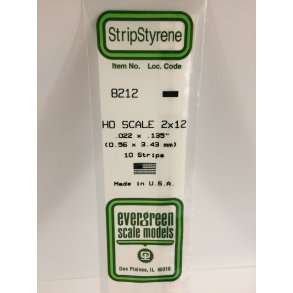 StripStyrene
Item No. Loc. Code
8212
HO SCALE 2x12
.022 x .135"
(0.56 x 3.43 mm)
10 Strips
Made in U.S.A.
evergreen
scale models
Des Plaines, IL 60018